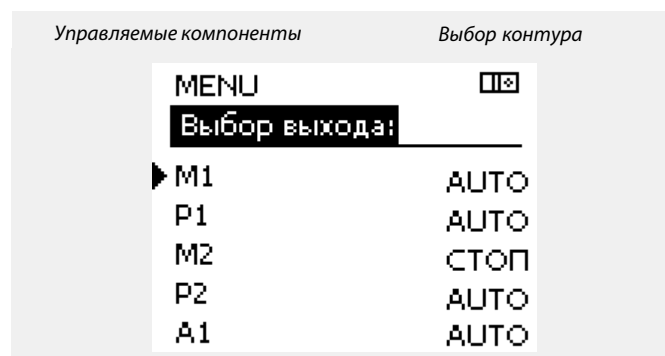 Управляемые компоненты Выбор контура
MENU
Выбор выхода:
M1 AUTO
P1 AUTO
M2 СТОП
P2 AUTO
A1 AUTO